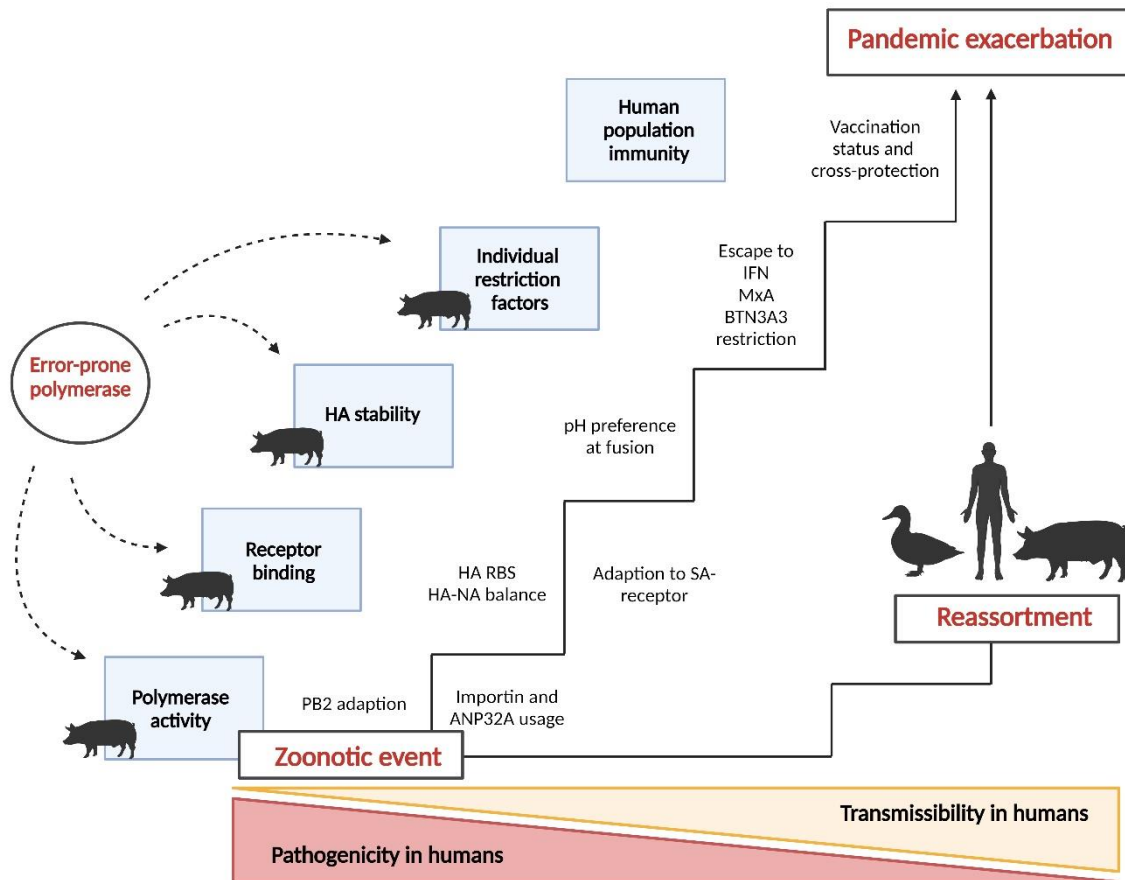 Pandemic exacerbation
Human
population
immunity
Vaccination
status and
cross-protection
Individual
restriction
factors
Escape to
IFN
MxA
BTN3A3
restriction
Error-prone
polymerase
HA stability
pH preference
at fusion
Receptor
binding
HA RBS
HA-NA balance
Adaption to SA-
receptor
Reassortment
Polymerase
activity
PB2 adaption
Importin and
ANP32A usage
Zoonotic event
Transmissibility in humans
Pathogenicity in humans